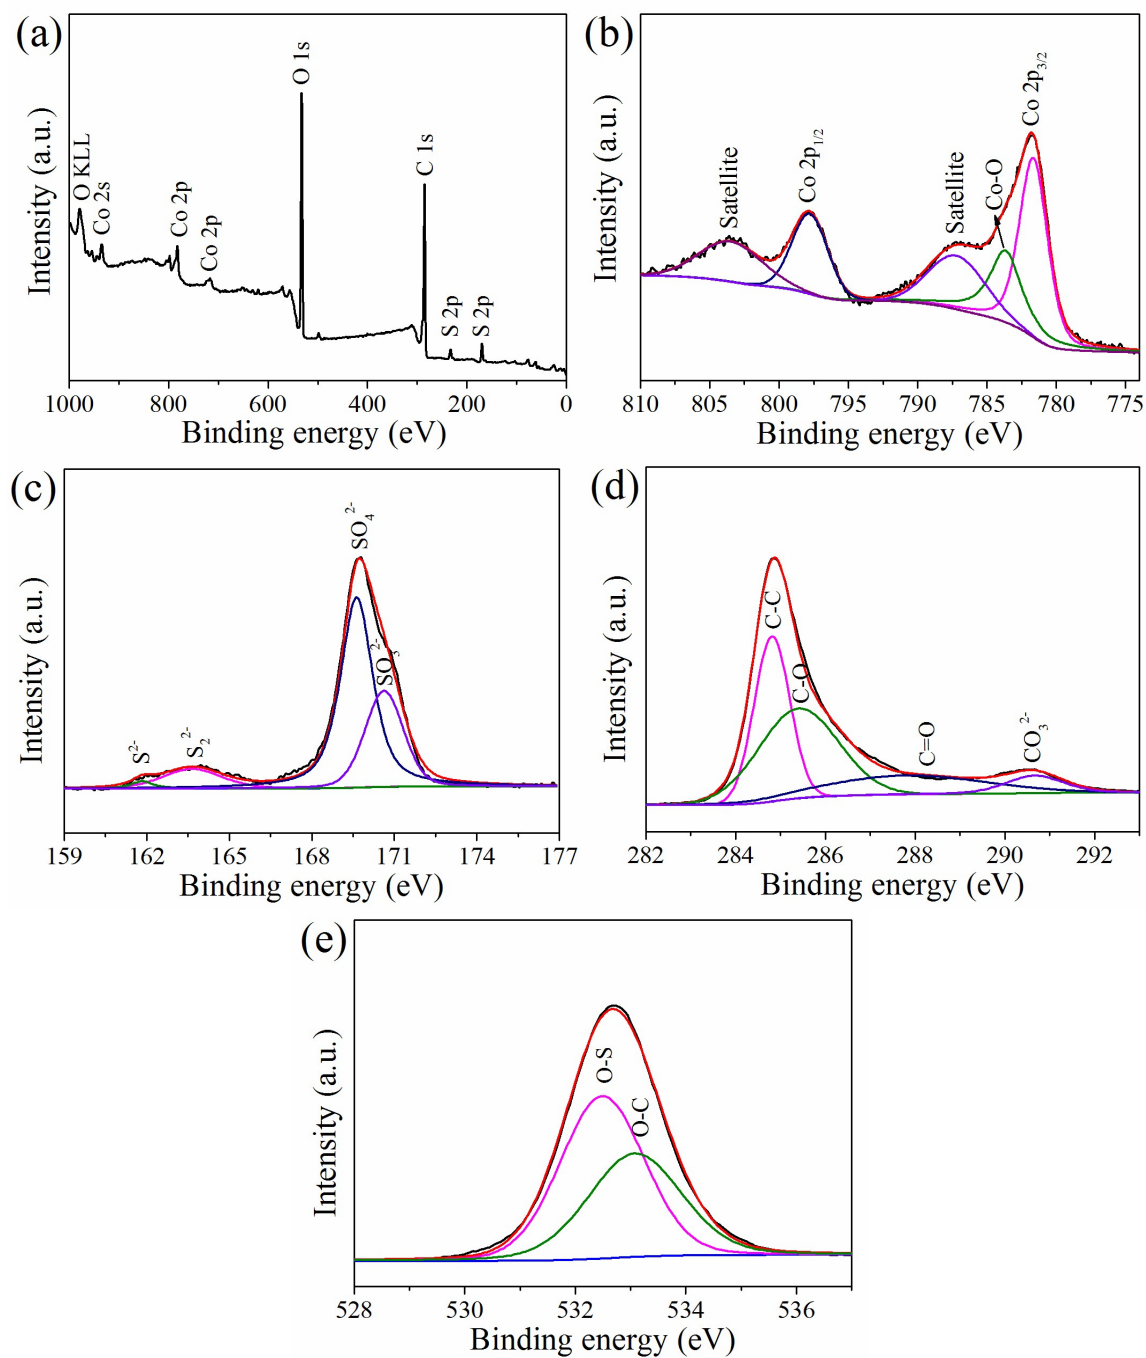 (a)
Intensity (a.u.)
O KLL
Co 2s
Co 2p
Co 2p
O 1s
C 1s
S 2p
S 2p
1000 800 600 400 200 0
Binding energy (eV)
(b)
Intensity (a.u.)
Satellite
Co 2p1/2
Satellite
Co-O
Co 2p3/2
810 805 800 795 790 785 780 775
Binding energy (eV)
(c)
Intensity (a.u.)
S²⁻
S₂²⁻
SO₄²⁻
SO₃²⁻
159 162 165 168 171 174 177
Binding energy (eV)
(d)
Intensity (a.u.)
C-C
C-O
C=O
CO₃²⁻
282 284 286 288 290 292
Binding energy (eV)
(e)
Intensity (a.u.)
O-S
O-C
528 530 532 534 536
Binding energy (eV)